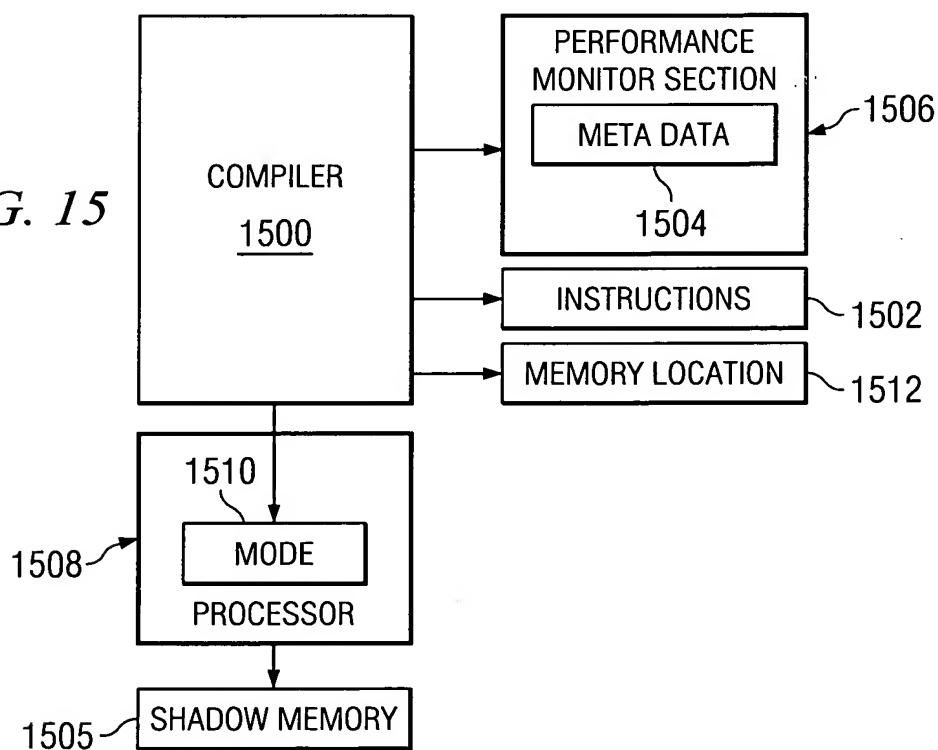 PERFORMANCE
MONITOR SECTION
META DATA
1504
1506
COMPILER
1500
G. 15
INSTRUCTIONS
1502
MEMORY LOCATION
1512
1510
MODE
1508
PROCESSOR
SHADOW MEMORY
1505